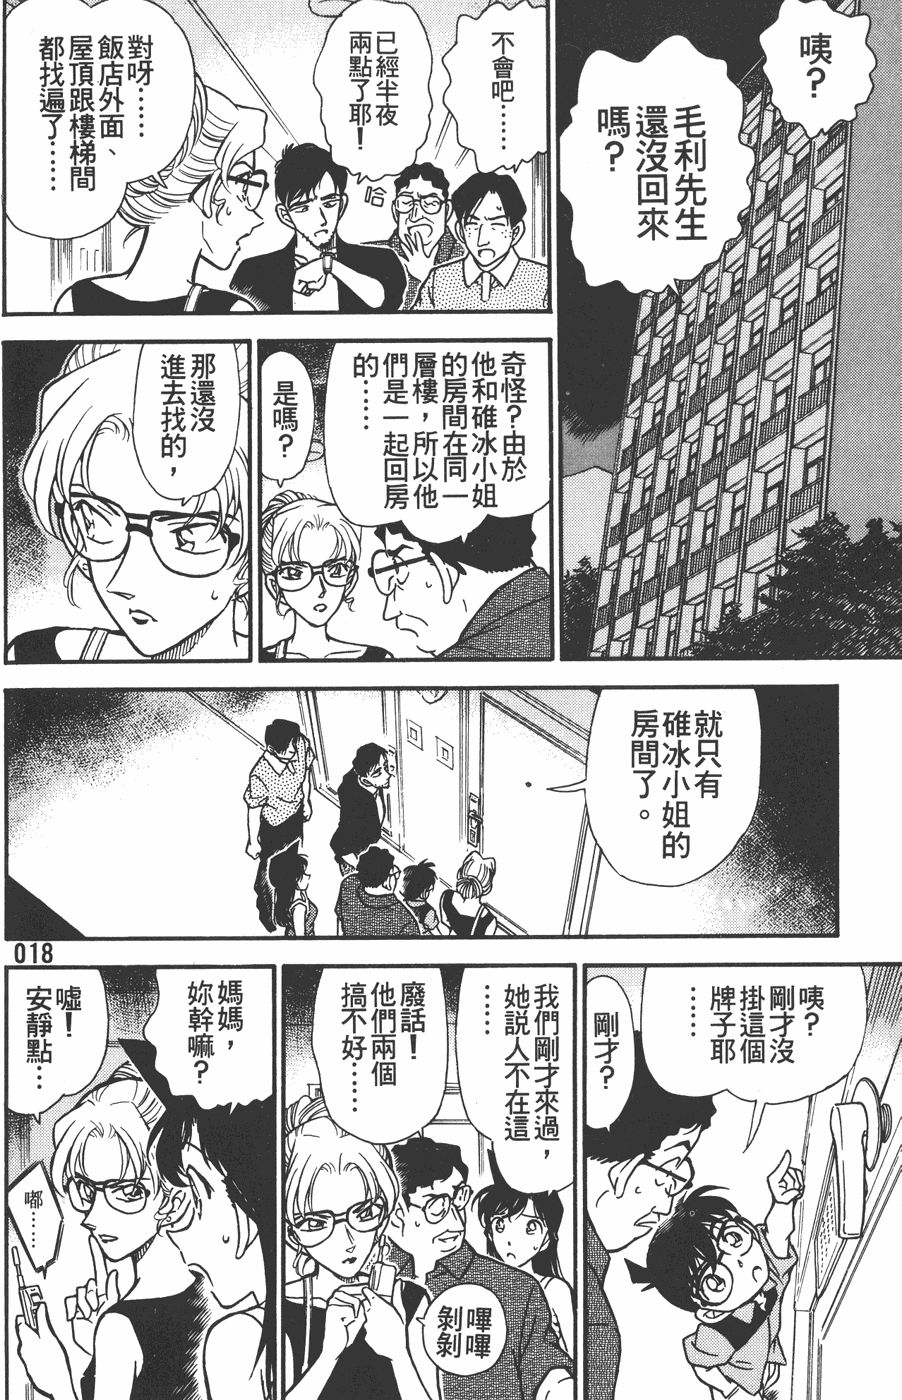 咦？
毛利先生
還沒回來
嗎？
不會吧……
已經半夜
兩點了耶！
哈
對呀……
飯店外面、
屋頂跟樓梯間
都找遍了……
奇怪？由於
他和碓冰小姐
的房間在同一
層樓，所以他
們是一起回房
的……
是嗎？
那還沒
進去找的，
就只有
碓冰小姐的
房間了。
咦？
剛才沒
掛這個
牌子耶
……
剛才？
我們剛才來過，
她說人不在這
……
廢話！
他們兩個
搞不好……
嗶嗶
剝剝
媽媽，
妳幹嘛？
噓！
安靜點…
嘟……
018